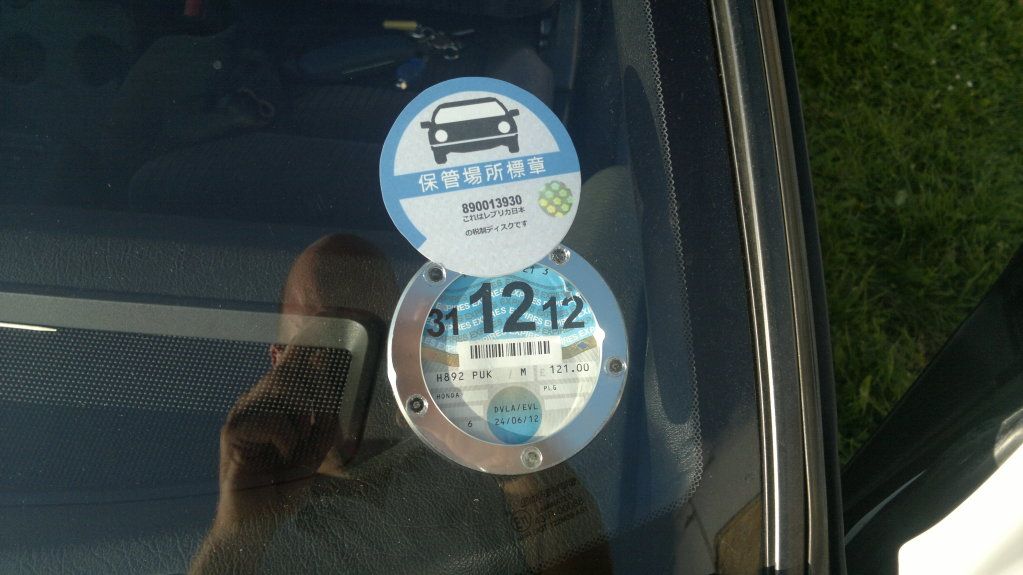 保管場所標章
890013930
これはレプリカ日本
の税制ディスクです
31 12 12
H892 PUK / M £ 121.00
HONDA PLG
DVLA/EVL
6 24/06/12